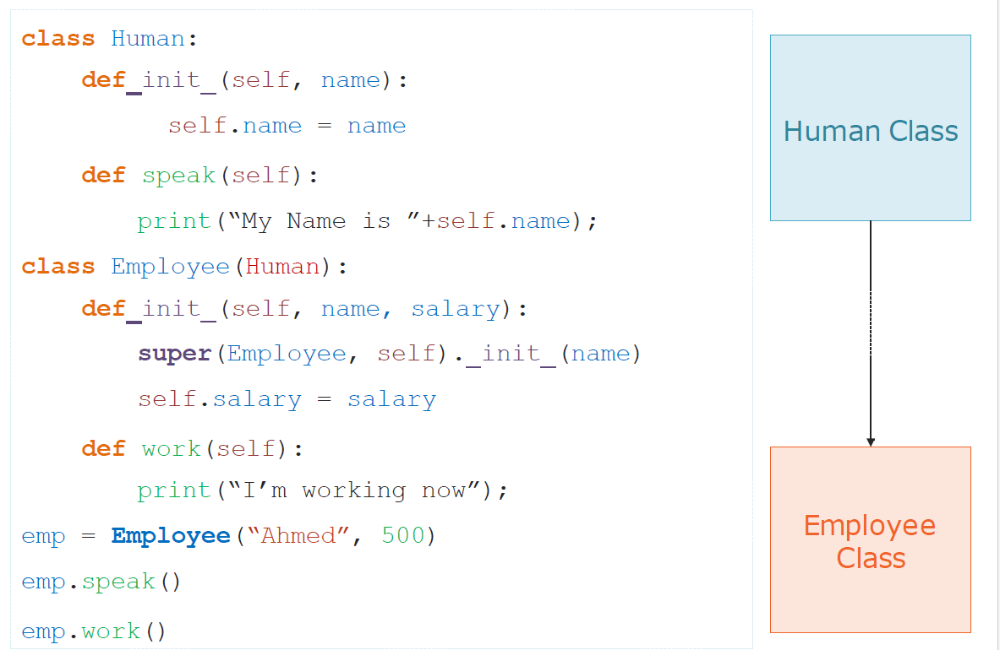 class Human:
def_init_(self, name):
self.name = name
def speak(self):
print(“My Name is ”+self.name);
class Employee(Human):
def_init_(self, name, salary):
super(Employee, self)._init_(name)
self.salary = salary
def work(self):
print(“I’m working now”);
emp = Employee(“Ahmed”, 500)
emp.speak()
emp.work()
Human Class
Employee
Class